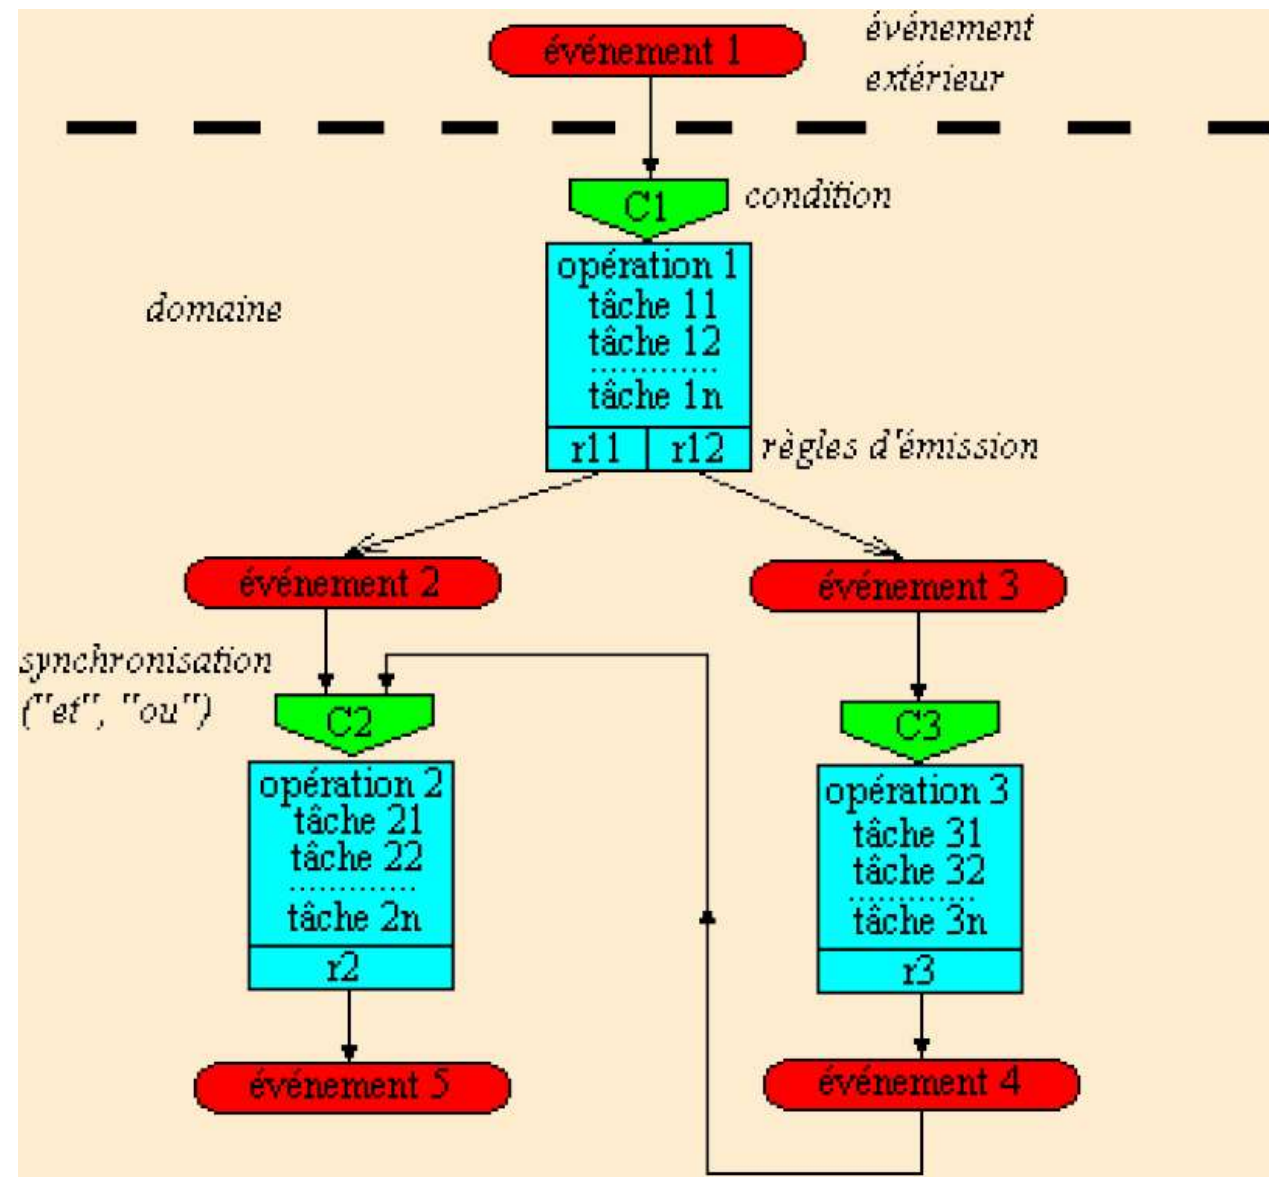 événement 1
événement
extérieur
C1
condition
opération 1
tâche 11
tâche 12
tâche 1n
r11
r12
règles d'émission
domaine
événement 2
événement 3
synchronisation
("et", "ou")
C2
opération 2
tâche 21
tâche 22
tâche 2n
r2
C3
opération 3
tâche 31
tâche 32
tâche 3n
r3
événement 5
événement 4